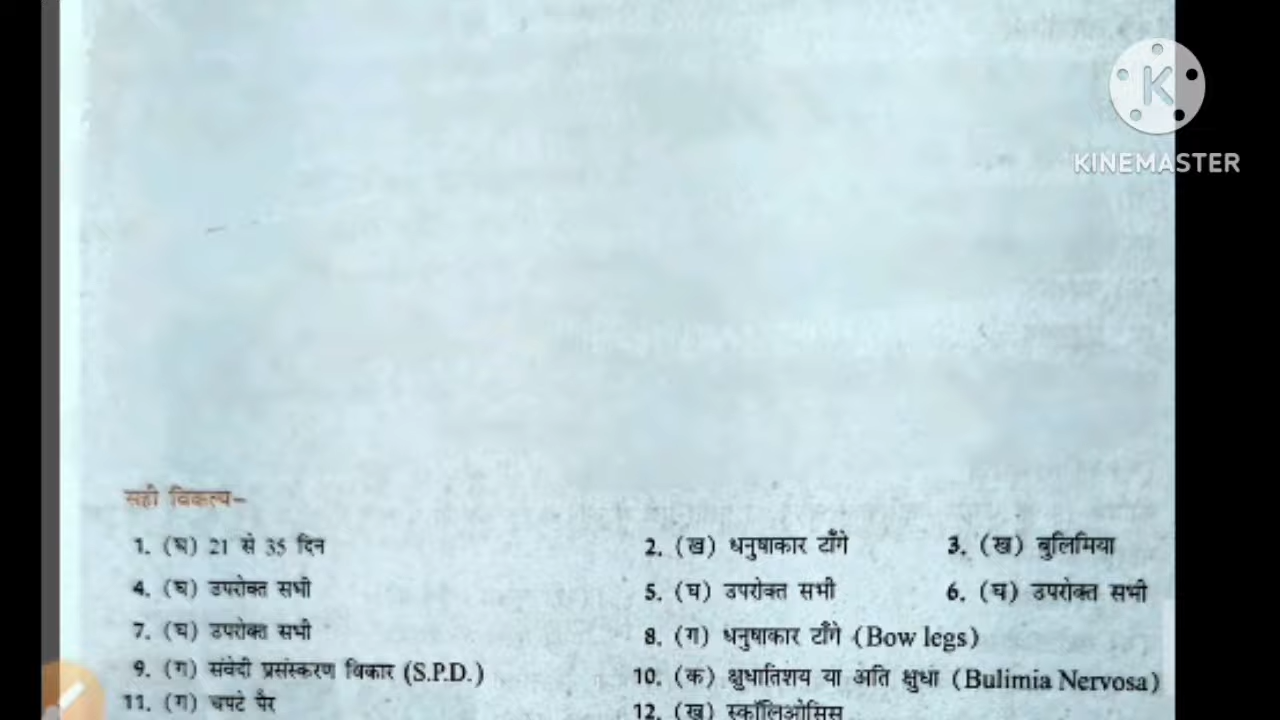 KINEMASTER
सही विकल्प–
1. (घ) 21 से 35 दिन 2. (ख) धनुषाकार टाँगे 3. (ख) बुलिमिया
4. (घ) उपरोक्त सभी 5. (घ) उपरोक्त सभी 6. (घ) उपरोक्त सभी
7. (घ) उपरोक्त सभी 8. (ग) धनुषाकार टाँगे (Bow legs)
9. (ग) संवेदी प्रसंस्करण विकार (S.P.D.) 10. (क) क्षुधातिशय या अति क्षुधा (Bulimia Nervosa)
11. (ग) चपटे पैर 12. (ख) स्कॉलिओसिस